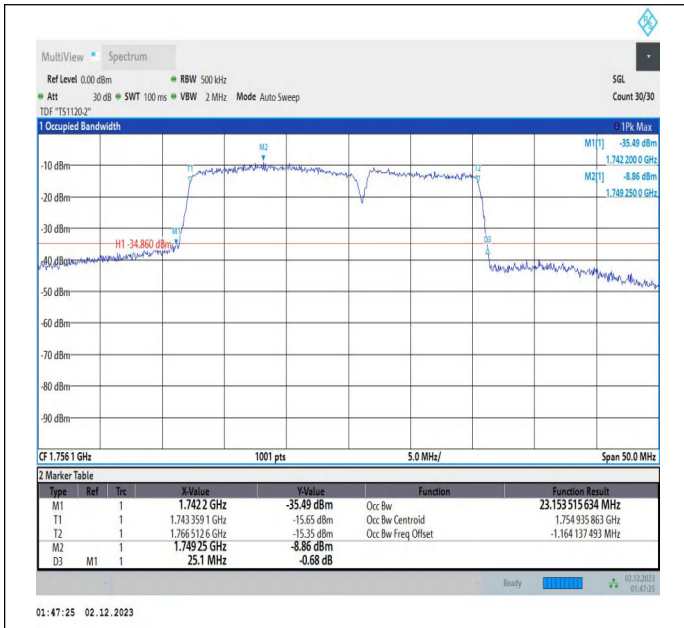 R&S
MultiView Spectrum
Ref Level 0.00 dBm RBW 500 kHz SGL
Att 30 dB SWT 100 ms VBW 2 MHz Mode Auto Sweep Count 30/30
TDF "TS1120-2"
1 Occupied Bandwidth 1Pk Max
M1[1] -35.49 dBm
1.742 200 0 GHz
M2[1] -8.86 dBm
1.749 250 0 GHz
M2
-10 dBm
T1 T2
-20 dBm
-30 dBm
M1
H1 -34.860 dBm
D3
-40 dBm
-50 dBm
-60 dBm
-70 dBm
-80 dBm
-90 dBm
CF 1.756 1 GHz 1001 pts 5.0 MHz/ Span 50.0 MHz
2 Marker Table
Type Ref Trc X-Value Y-Value Function Function Result
M1 1 1.742 2 GHz -35.49 dBm Occ Bw 23.153 515 634 MHz
T1 1 1.743 359 1 GHz -15.65 dBm Occ Bw Centroid 1.754 935 863 GHz
T2 1 1.766 512 6 GHz -15.35 dBm Occ Bw Freq Offset -1.164 137 493 MHz
M2 1 1.749 25 GHz -8.86 dBm
D3 M1 1 25.1 MHz -0.68 dB
Ready 02.12.2023
01:47:25
01:47:25 02.12.2023